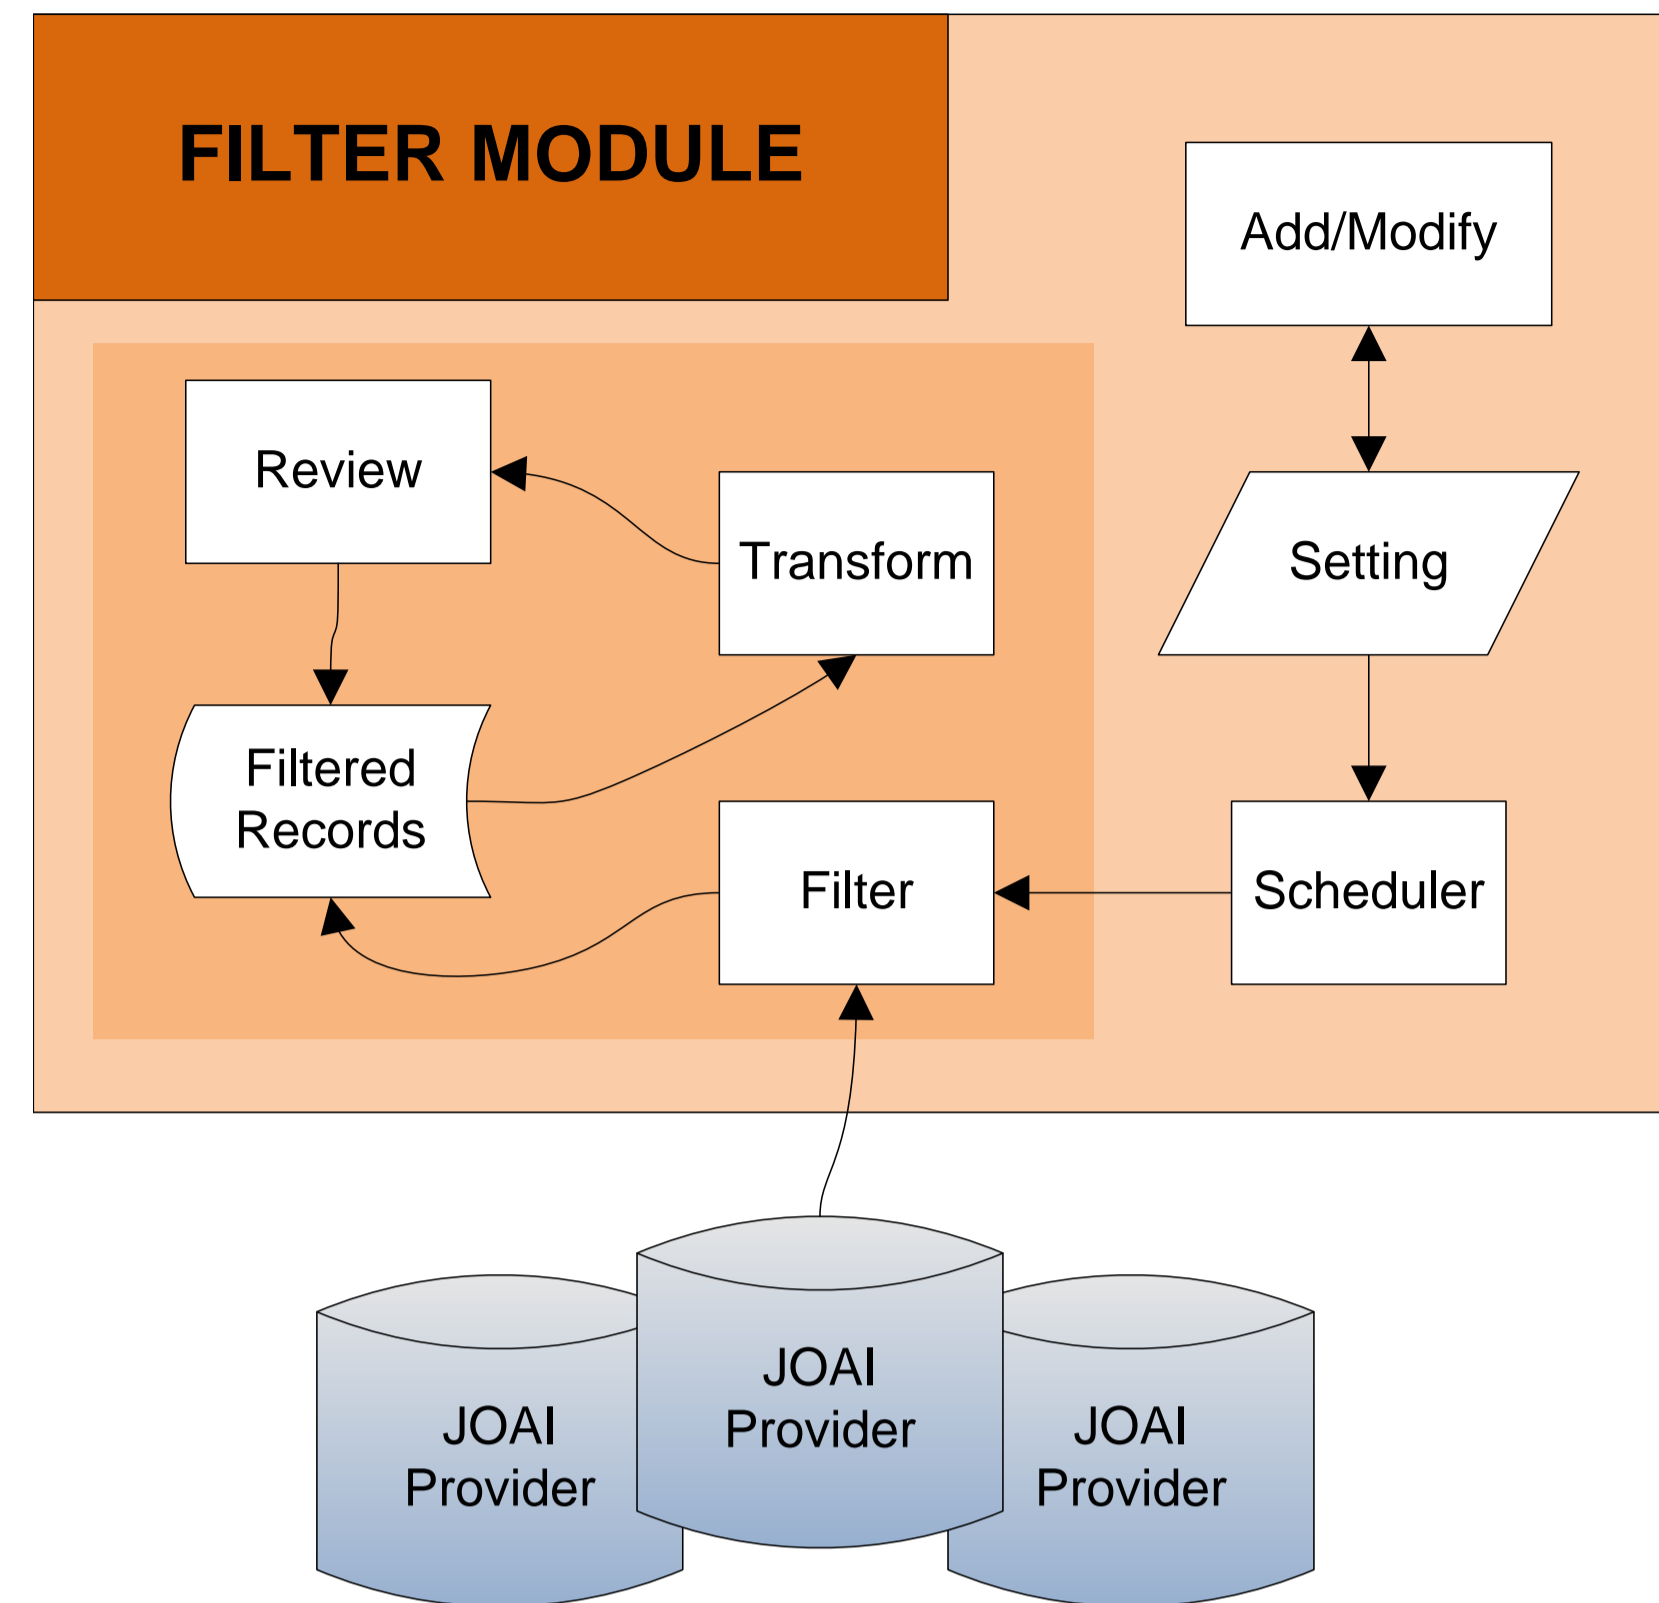 FILTER MODULE
Add/Modify
Review
Transform
Setting
Filtered
Records
Filter
Scheduler
JOAI
Provider
JOAI
Provider
JOAI
Provider